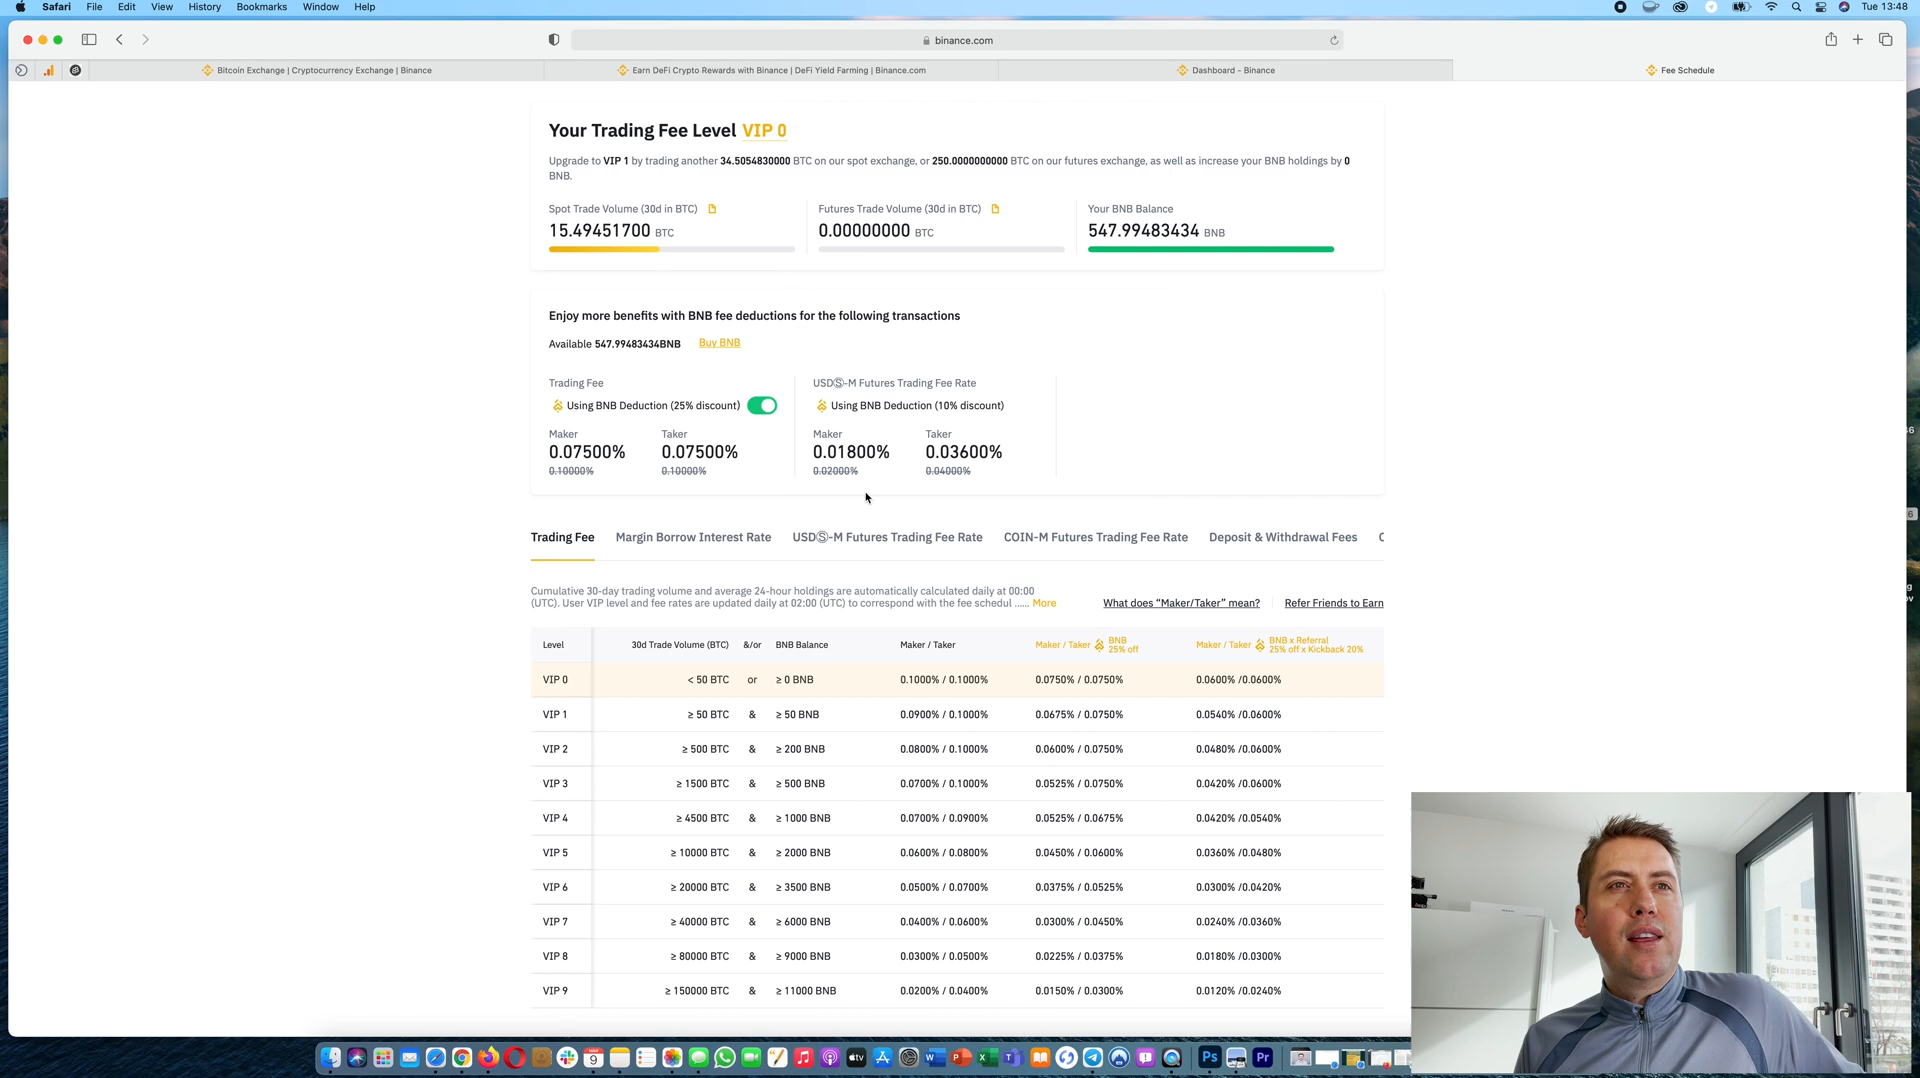 Safari File Edit View History Bookmarks Window Help
Tue 13:48
binance.com
Bitcoin Exchange | Cryptocurrency Exchange | Binance
Earn DeFi Crypto Rewards with Binance | DeFi Yield Farming | Binance.com
Dashboard - Binance
Fee Schedule
Your Trading Fee Level VIP 0
Upgrade to VIP 1 by trading another 34.5054830000 BTC on our spot exchange, or 250.0000000000 BTC on our futures exchange, as well as increase your BNB holdings by 0
BNB.
Spot Trade Volume (30d in BTC)
Futures Trade Volume (30d in BTC)
Your BNB Balance
15.49451700 BTC
0.00000000 BTC
547.99483434 BNB
Enjoy more benefits with BNB fee deductions for the following transactions
Available 547.99483434BNB Buy BNB
Trading Fee
USDⓈ-M Futures Trading Fee Rate
Using BNB Deduction (25% discount)
Using BNB Deduction (10% discount)
Maker Taker Maker Taker
0.07500% 0.07500% 0.01800% 0.03600%
0.10000% 0.10000% 0.02000% 0.04000%
Trading Fee Margin Borrow Interest Rate USDⓈ-M Futures Trading Fee Rate COIN-M Futures Trading Fee Rate Deposit & Withdrawal Fees
Cumulative 30-day trading volume and average 24-hour holdings are automatically calculated daily at 00:00
(UTC). User VIP level and fee rates are updated daily at 02:00 (UTC) to correspond with the fee schedul ...... More
What does “Maker/Taker” mean? Refer Friends to Earn
Level 30d Trade Volume (BTC) &/or BNB Balance Maker / Taker Maker / Taker BNB 25% off Maker / Taker BNB x Referral 25% off x Kickback 20%
VIP 0 < 50 BTC or ≥ 0 BNB 0.1000% / 0.1000% 0.0750% / 0.0750% 0.0600% /0.0600%
VIP 1 ≥ 50 BTC & ≥ 50 BNB 0.0900% / 0.1000% 0.0675% / 0.0750% 0.0540% /0.0600%
VIP 2 ≥ 500 BTC & ≥ 200 BNB 0.0800% / 0.1000% 0.0600% / 0.0750% 0.0480% /0.0600%
VIP 3 ≥ 1500 BTC & ≥ 500 BNB 0.0700% / 0.1000% 0.0525% / 0.0750% 0.0420% /0.0600%
VIP 4 ≥ 4500 BTC & ≥ 1000 BNB 0.0700% / 0.0900% 0.0525% / 0.0675% 0.0420% /0.0540%
VIP 5 ≥ 10000 BTC & ≥ 2000 BNB 0.0600% / 0.0800% 0.0450% / 0.0600% 0.0360% /0.0480%
VIP 6 ≥ 20000 BTC & ≥ 3500 BNB 0.0500% / 0.0700% 0.0375% / 0.0525% 0.0300% /0.0420%
VIP 7 ≥ 40000 BTC & ≥ 6000 BNB 0.0400% / 0.0600% 0.0300% / 0.0450% 0.0240% /0.0360%
VIP 8 ≥ 80000 BTC & ≥ 9000 BNB 0.0300% / 0.0500% 0.0225% / 0.0375% 0.0180% /0.0300%
VIP 9 ≥ 150000 BTC & ≥ 11000 BNB 0.0200% / 0.0400% 0.0150% / 0.0300% 0.0120% /0.0240%
9 tv W P X T Ps Pr